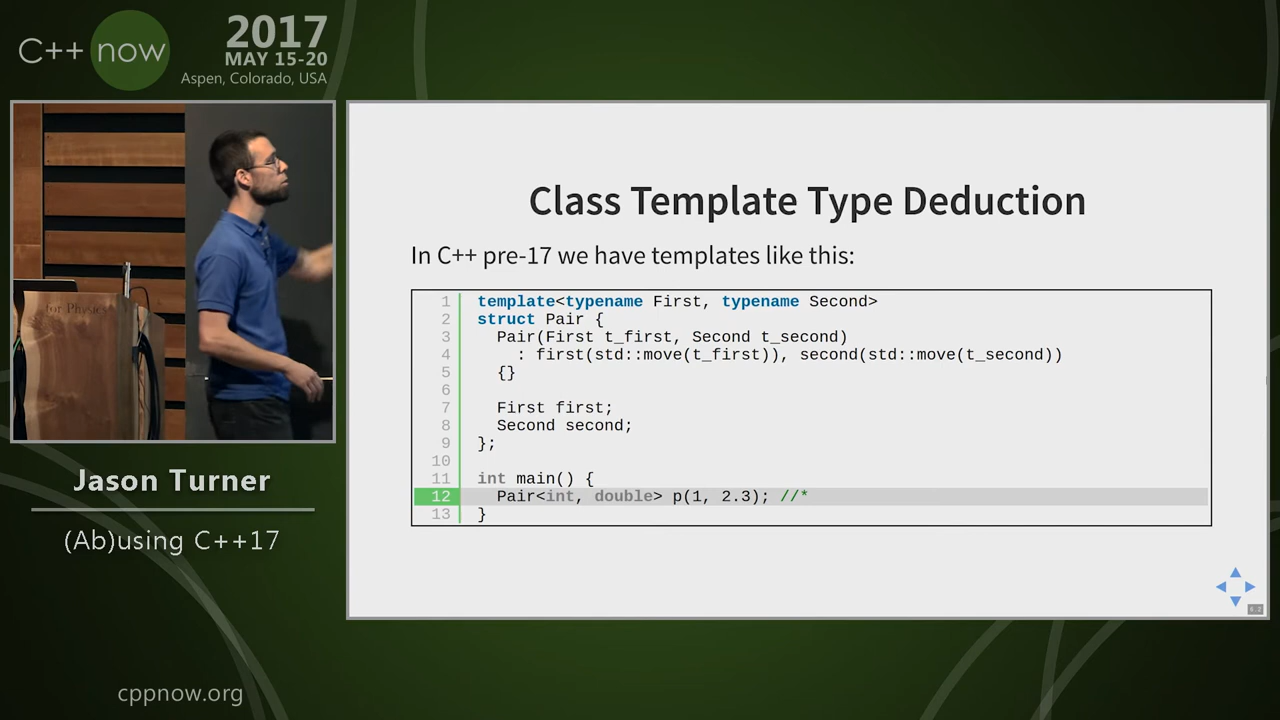 C++ now
2017
MAY 15-20
Aspen, Colorado, USA
for Physics
Jason Turner
(Ab)using C++17
cppnow.org
Class Template Type Deduction
In C++ pre-17 we have templates like this:
1 template<typename First, typename Second>
2 struct Pair {
3 Pair(First t_first, Second t_second)
4 : first(std::move(t_first)), second(std::move(t_second))
5 {}
6
7 First first;
8 Second second;
9 };
10
11 int main() {
12 Pair<int, double> p(1, 2.3); //*
13 }